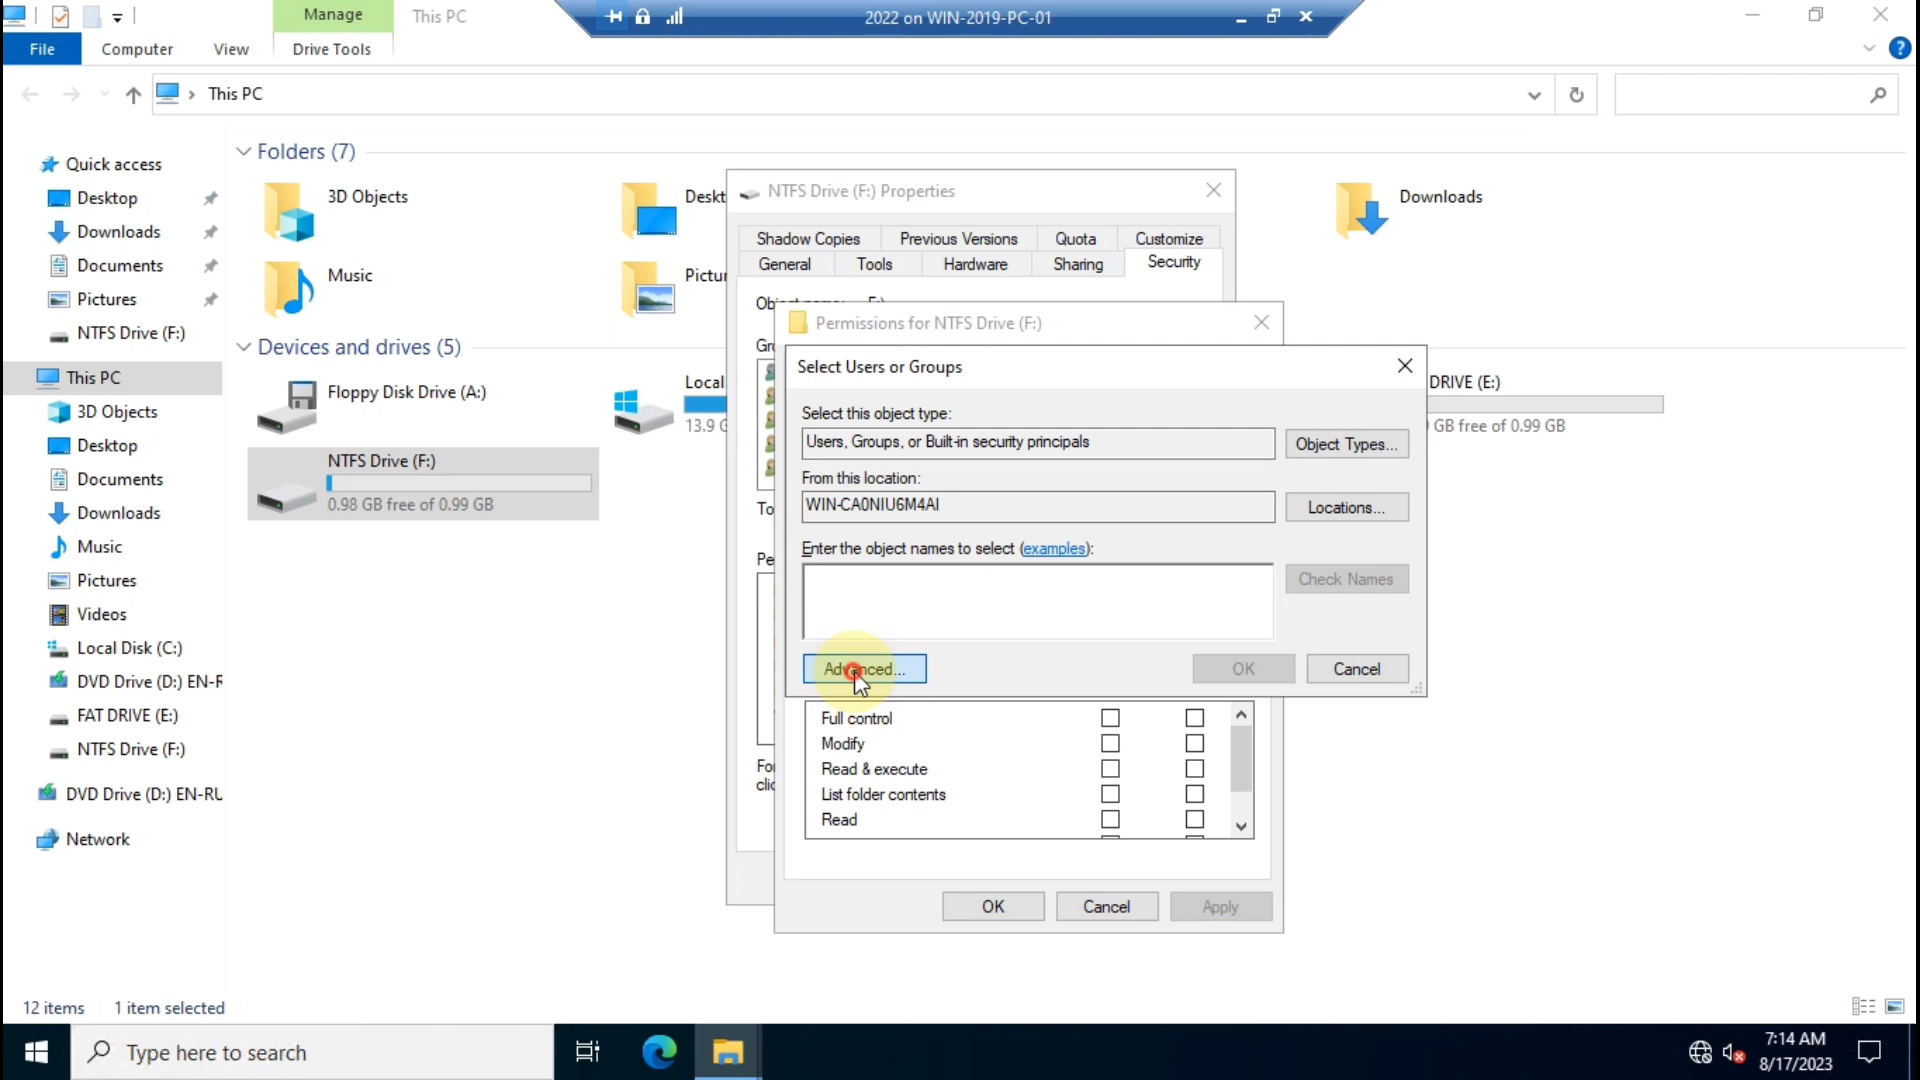 Manage
This PC
2022 on WIN-2019-PC-01
File
Computer
View
Drive Tools
This PC
Quick access
Desktop
Downloads
Documents
Pictures
NTFS Drive (F:)
This PC
3D Objects
Desktop
Documents
Downloads
Music
Pictures
Videos
Local Disk (C:)
DVD Drive (D:) EN-R
FAT DRIVE (E:)
NTFS Drive (F:)
DVD Drive (D:) EN-RU
Network
Folders (7)
3D Objects
Deskt
Downloads
Music
Pictur
Devices and drives (5)
Floppy Disk Drive (A:)
Local
13.9 G
DRIVE (E:)
GB free of 0.99 GB
NTFS Drive (F:)
0.98 GB free of 0.99 GB
NTFS Drive (F:) Properties
Shadow Copies
Previous Versions
Quota
Customize
General
Tools
Hardware
Sharing
Security
Gr
To
Pe
Fo
clic
Permissions for NTFS Drive (F:)
Select Users or Groups
Select this object type:
Users, Groups, or Built-in security principals
Object Types...
From this location:
WIN-CA0NIU6M4AI
Locations...
Enter the object names to select (examples):
Check Names
Advanced...
OK
Cancel
Full control
Modify
Read & execute
List folder contents
Read
OK
Cancel
Apply
12 items
1 item selected
Type here to search
7:14 AM
8/17/2023